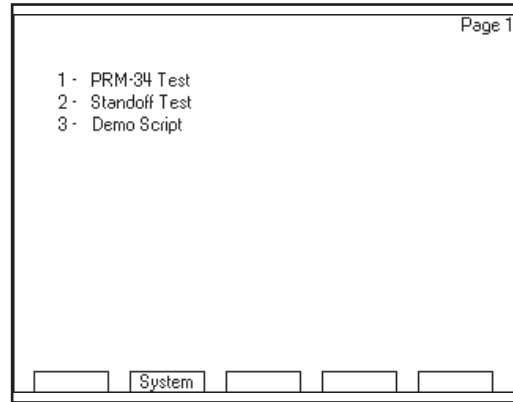 Page 1
1 - PRM-34 Test
2 - Standoff Test
3 - Demo Script
System